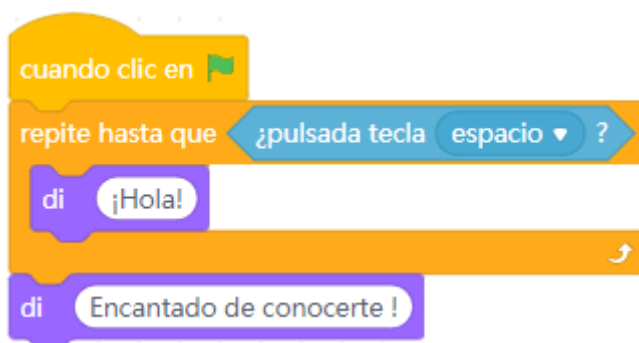 cuando clic en
repite hasta que ¿pulsada tecla espacio ?
di ¡Hola!
di Encantado de conocerte !